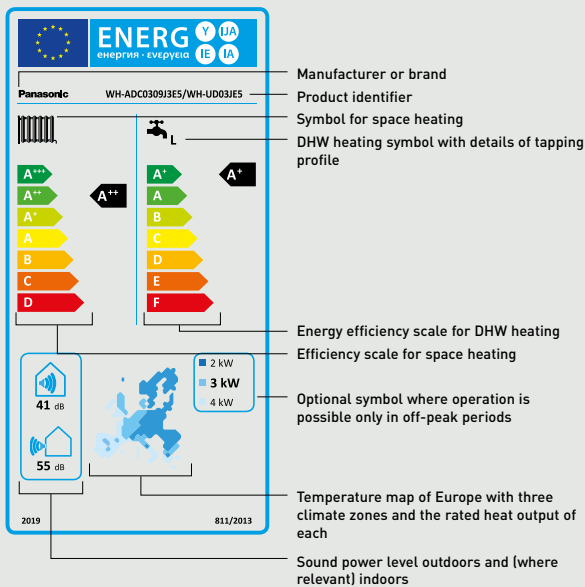 ENERG
енергия · ενεργεια
Y IJA
IE IA
Manufacturer or brand
Panasonic WH-ADC0309J3E5/WH-UD03JE5
Product identifier
Symbol for space heating
L
DHW heating symbol with details of tapping
profile
A+++
A++
A+
A
B
C
D
A++
A+
A
B
C
D
E
F
A+
Energy efficiency scale for DHW heating
Efficiency scale for space heating
41 dB
55 dB
2 kW
3 kW
4 kW
Optional symbol where operation is
possible only in off-peak periods
Temperature map of Europe with three
climate zones and the rated heat output of
each
2019 811/2013
Sound power level outdoors and (where
relevant) indoors